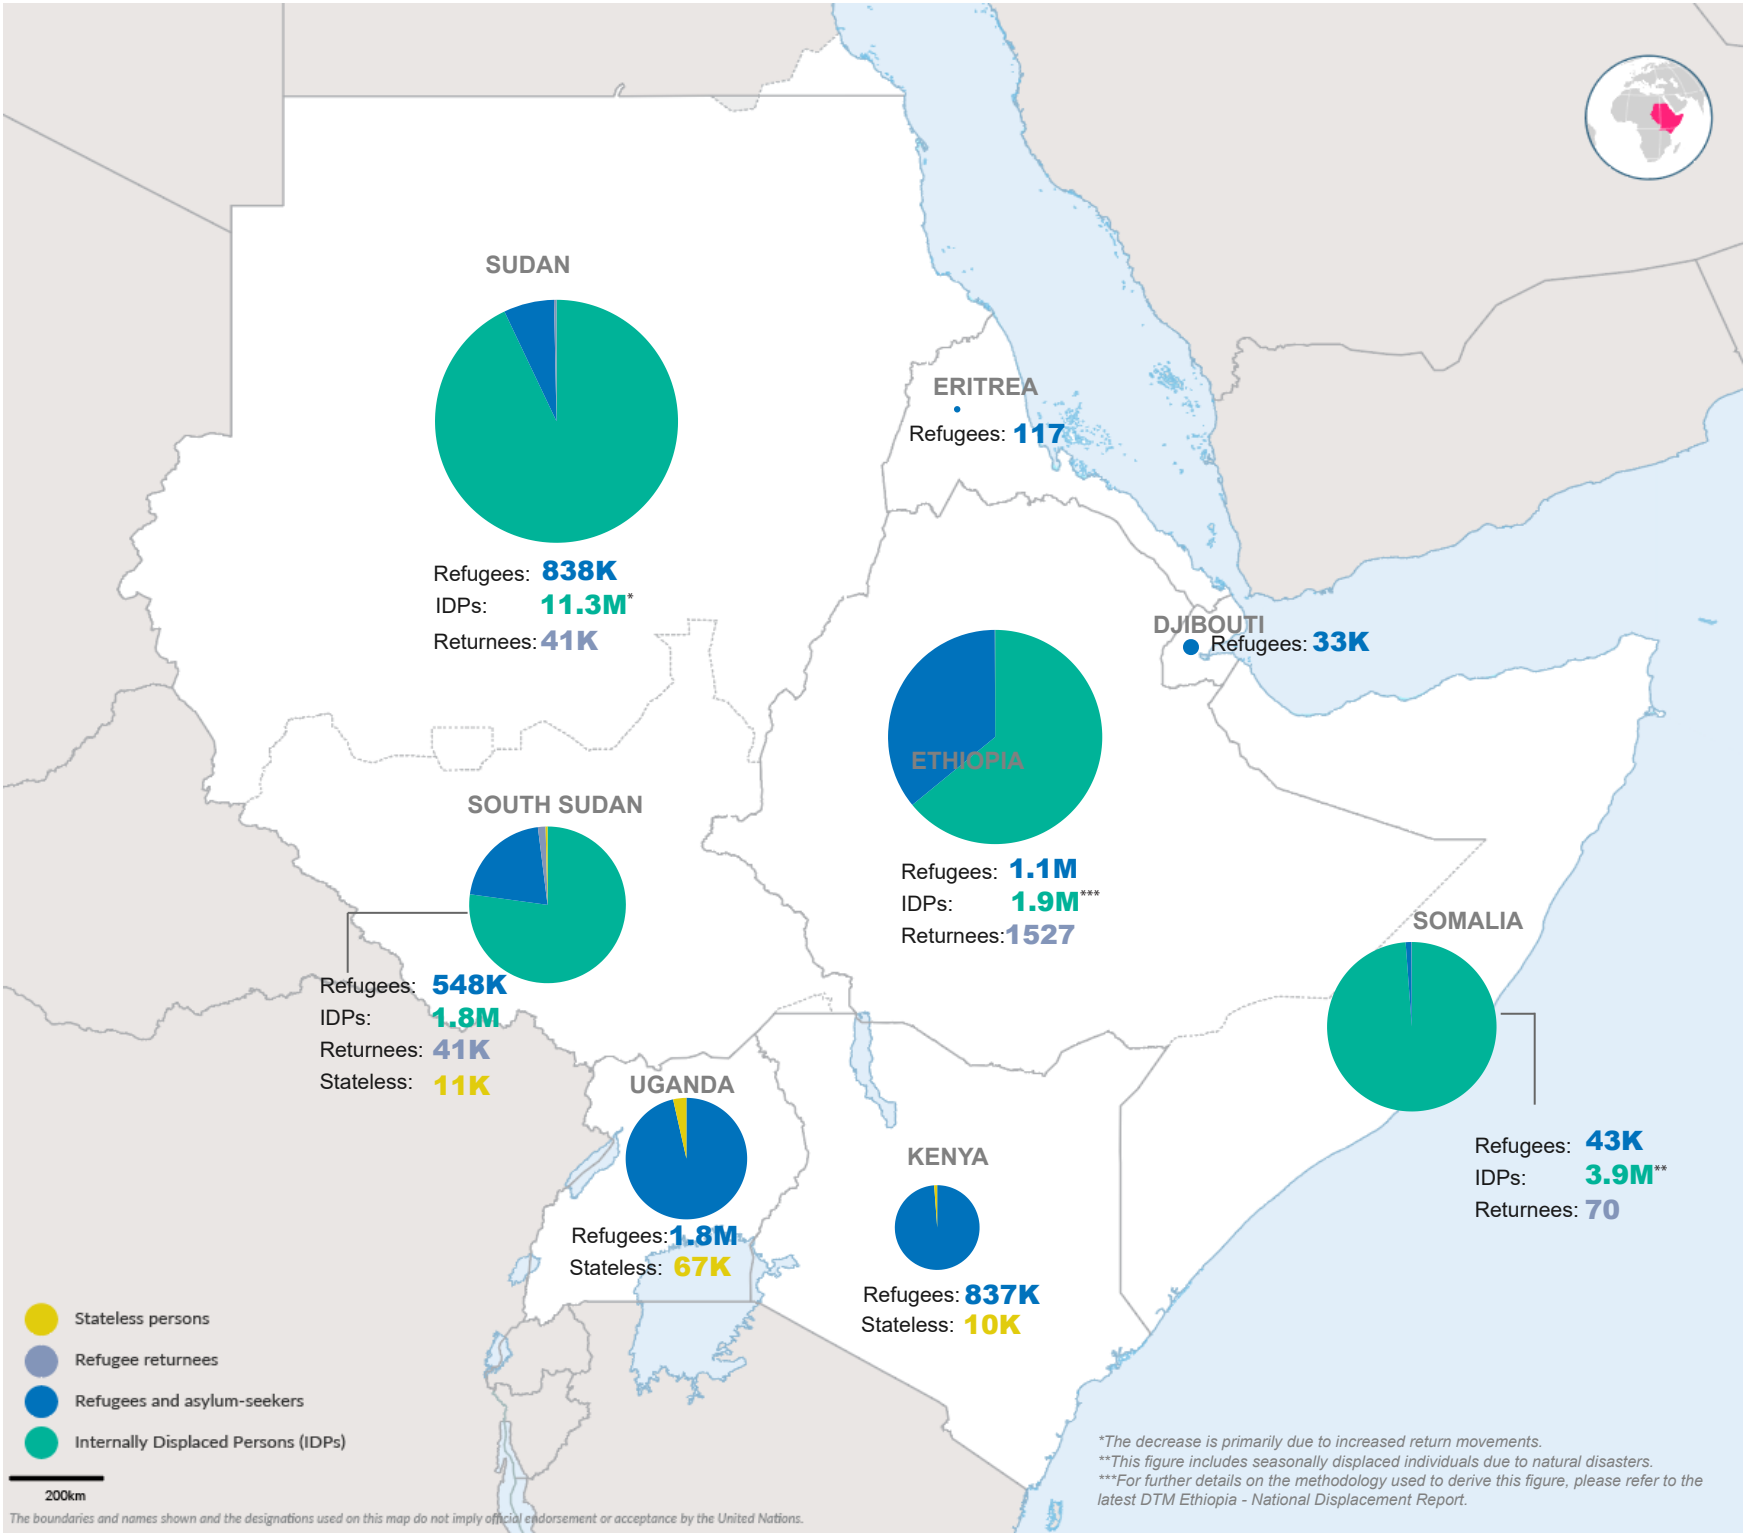 SUDAN
Refugees: 838K
IDPs: 11.3M*
Returnees: 41K
ERITREA
Refugees: 117
DJIBOUTI
Refugees: 33K
ETHIOPIA
Refugees: 1.1M
IDPs: 1.9M***
Returnees: 1527
SOUTH SUDAN
Refugees: 548K
IDPs: 1.8M
Returnees: 41K
Stateless: 11K
SOMALIA
Refugees: 43K
IDPs: 3.9M**
Returnees: 70
UGANDA
Refugees: 1.8M
Stateless: 67K
KENYA
Refugees: 837K
Stateless: 10K
Stateless persons
Refugee returnees
Refugees and asylum-seekers
Internally Displaced Persons (IDPs)
200km
*The decrease is primarily due to increased return movements.
**This figure includes seasonally displaced individuals due to natural disasters.
***For further details on the methodology used to derive this figure, please refer to the
latest DTM Ethiopia - National Displacement Report.
The boundaries and names shown and the designations used on this map do not imply official endorsement or acceptance by the United Nations.